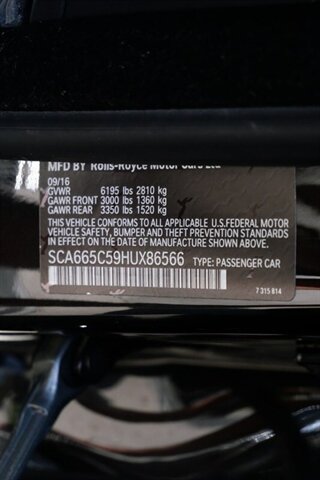 MFD BY Rolls-Royce Motor Cars Ltd
09/16
GVWR 6195 lbs 2810 kg
GAWR FRONT 3000 lbs 1360 kg
GAWR REAR 3350 lbs 1520 kg
THIS VEHICLE CONFORMS TO ALL APPLICABLE U.S.FEDERAL MOTOR
VEHICLE SAFETY, BUMPER AND THEFT PREVENTION STANDARDS
IN EFFECT ON THE DATE OF MANUFACTURE SHOWN ABOVE.
SCA665C59HUX86566 TYPE: PASSENGER CAR
7 315 814